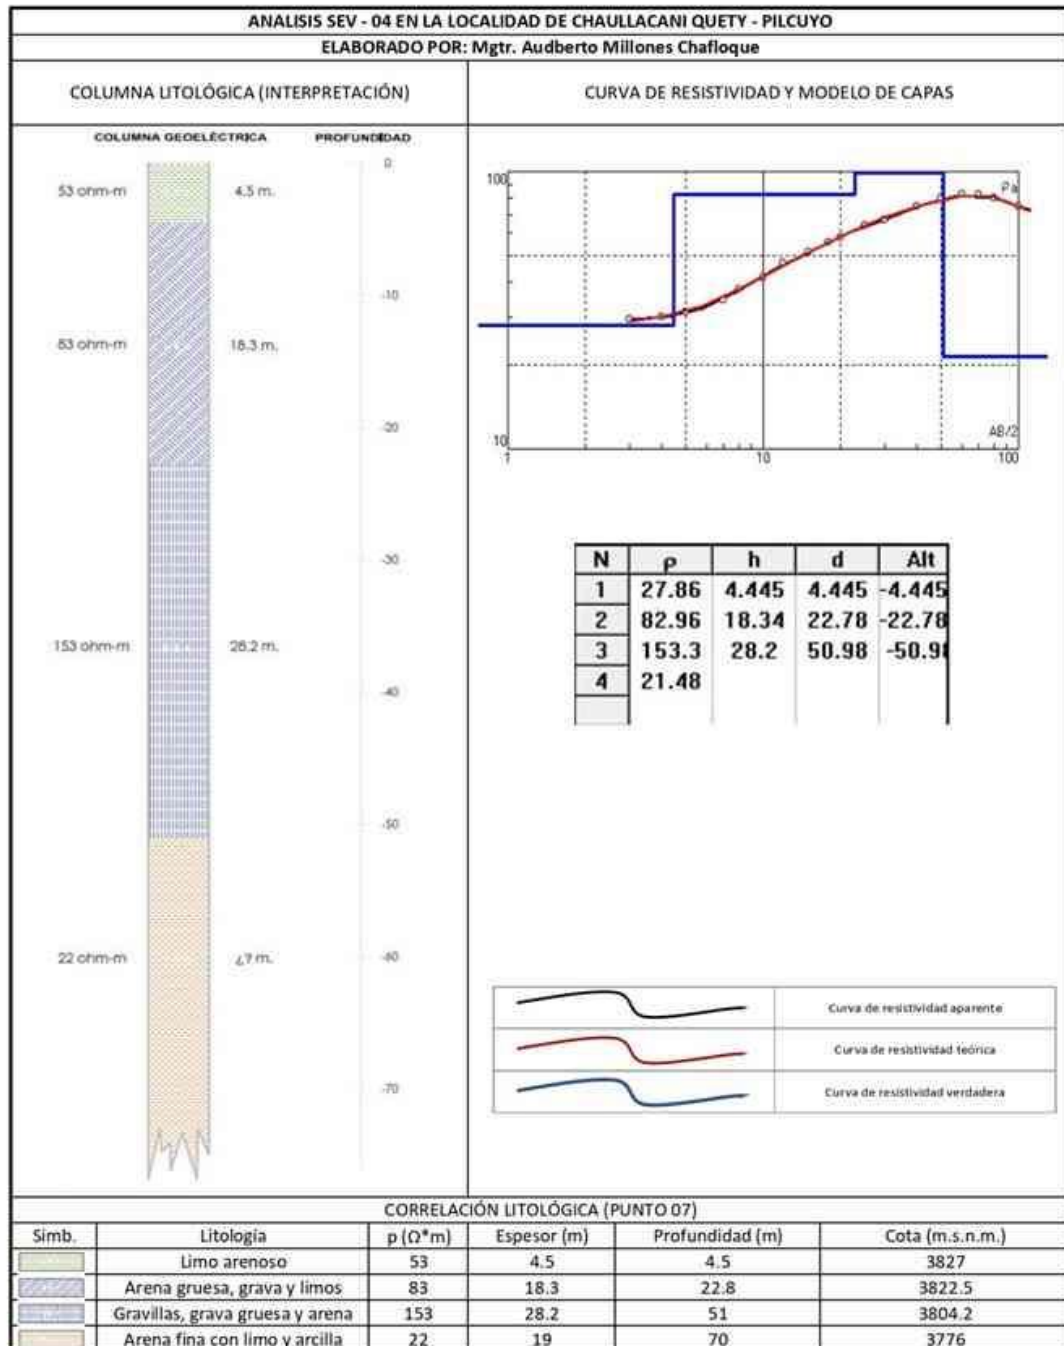 ANALISIS SEV - 04 EN LA LOCALIDAD DE CHAULLACANI QUETY - PILCUYO
ELABORADO POR: Mgtr. Audberto Millones Chafloque
COLUMNA LITOLÓGICA (INTERPRETACIÓN)
CURVA DE RESISTIVIDAD Y MODELO DE CAPAS
COLUMNA GEOELÉCTRICA PROFUNDIDAD
0
53 ohm-m 4.5 m.
-10
83 ohm-m 18.3 m.
-20
-30
153 ohm-m 28.2 m.
-40
-50
22 ohm-m ¿? m.
-60
-70
100
ρa
10
AB/2
1 10 100
N ρ h d Alt
1 27.86 4.445 4.445 -4.445
2 82.96 18.34 22.78 -22.78
3 153.3 28.2 50.98 -50.98
4 21.48
Curva de resistividad aparente
Curva de resistividad teórica
Curva de resistividad verdadera
CORRELACIÓN LITOLÓGICA (PUNTO 07)
Simb. Litología p (Ω*m) Espesor (m) Profundidad (m) Cota (m.s.n.m.)
Limo arenoso 53 4.5 4.5 3827
Arena gruesa, grava y limos 83 18.3 22.8 3822.5
Gravillas, grava gruesa y arena 153 28.2 51 3804.2
Arena fina con limo y arcilla 22 19 70 3776